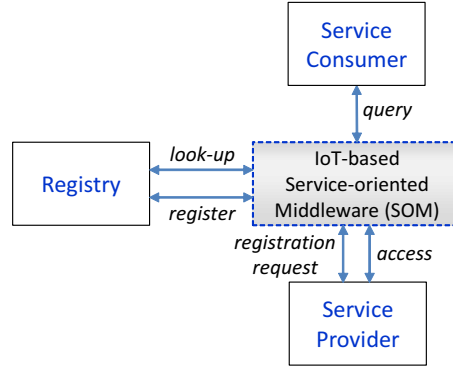 Service
Consumer
query
look-up
Registry
register
IoT-based
Service-oriented
Middleware (SOM)
registration
request
access
Service
Provider